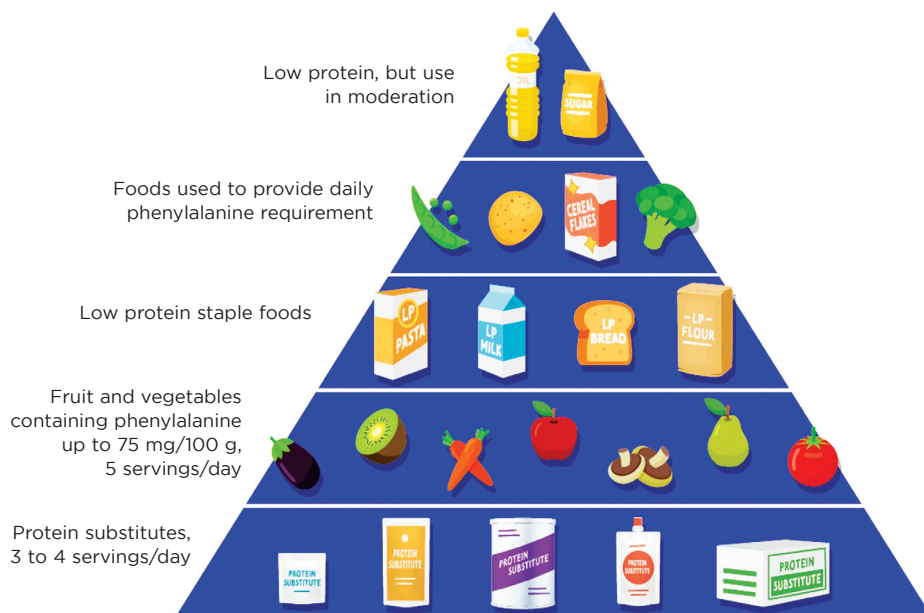 Low protein, but use
in moderation
OIL
SUGAR
Foods used to provide daily
phenylalanine requirement
CEREAL
FLAKES
Low protein staple foods
LP
PASTA
LP
MILK
LP
BREAD
-LP-
FLOUR
Fruit and vegetables
containing phenylalanine
up to 75 mg/100 g,
5 servings/day
Protein substitutes,
3 to 4 servings/day
PROTEIN
SUBSTITUTE
PROTEIN
SUBSTITUTE
PROTEIN
SUBSTITUTE
PROTEIN
SUBSTITUTE
PROTEIN
SUBSTITUTE